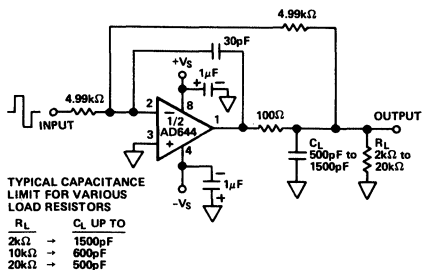 4.99kΩ
30pF
+VS
1μF
+ −
4.99kΩ
INPUT
2
−
8
1/2
AD644
1
3
+
4
100Ω
OUTPUT
CL
500pF to
1500pF
RL
2kΩ to
20kΩ
−
1μF
+
−VS
TYPICAL CAPACITANCE
LIMIT FOR VARIOUS
LOAD RESISTORS
RL CL UP TO
2kΩ → 1500pF
10kΩ → 600pF
20kΩ → 500pF